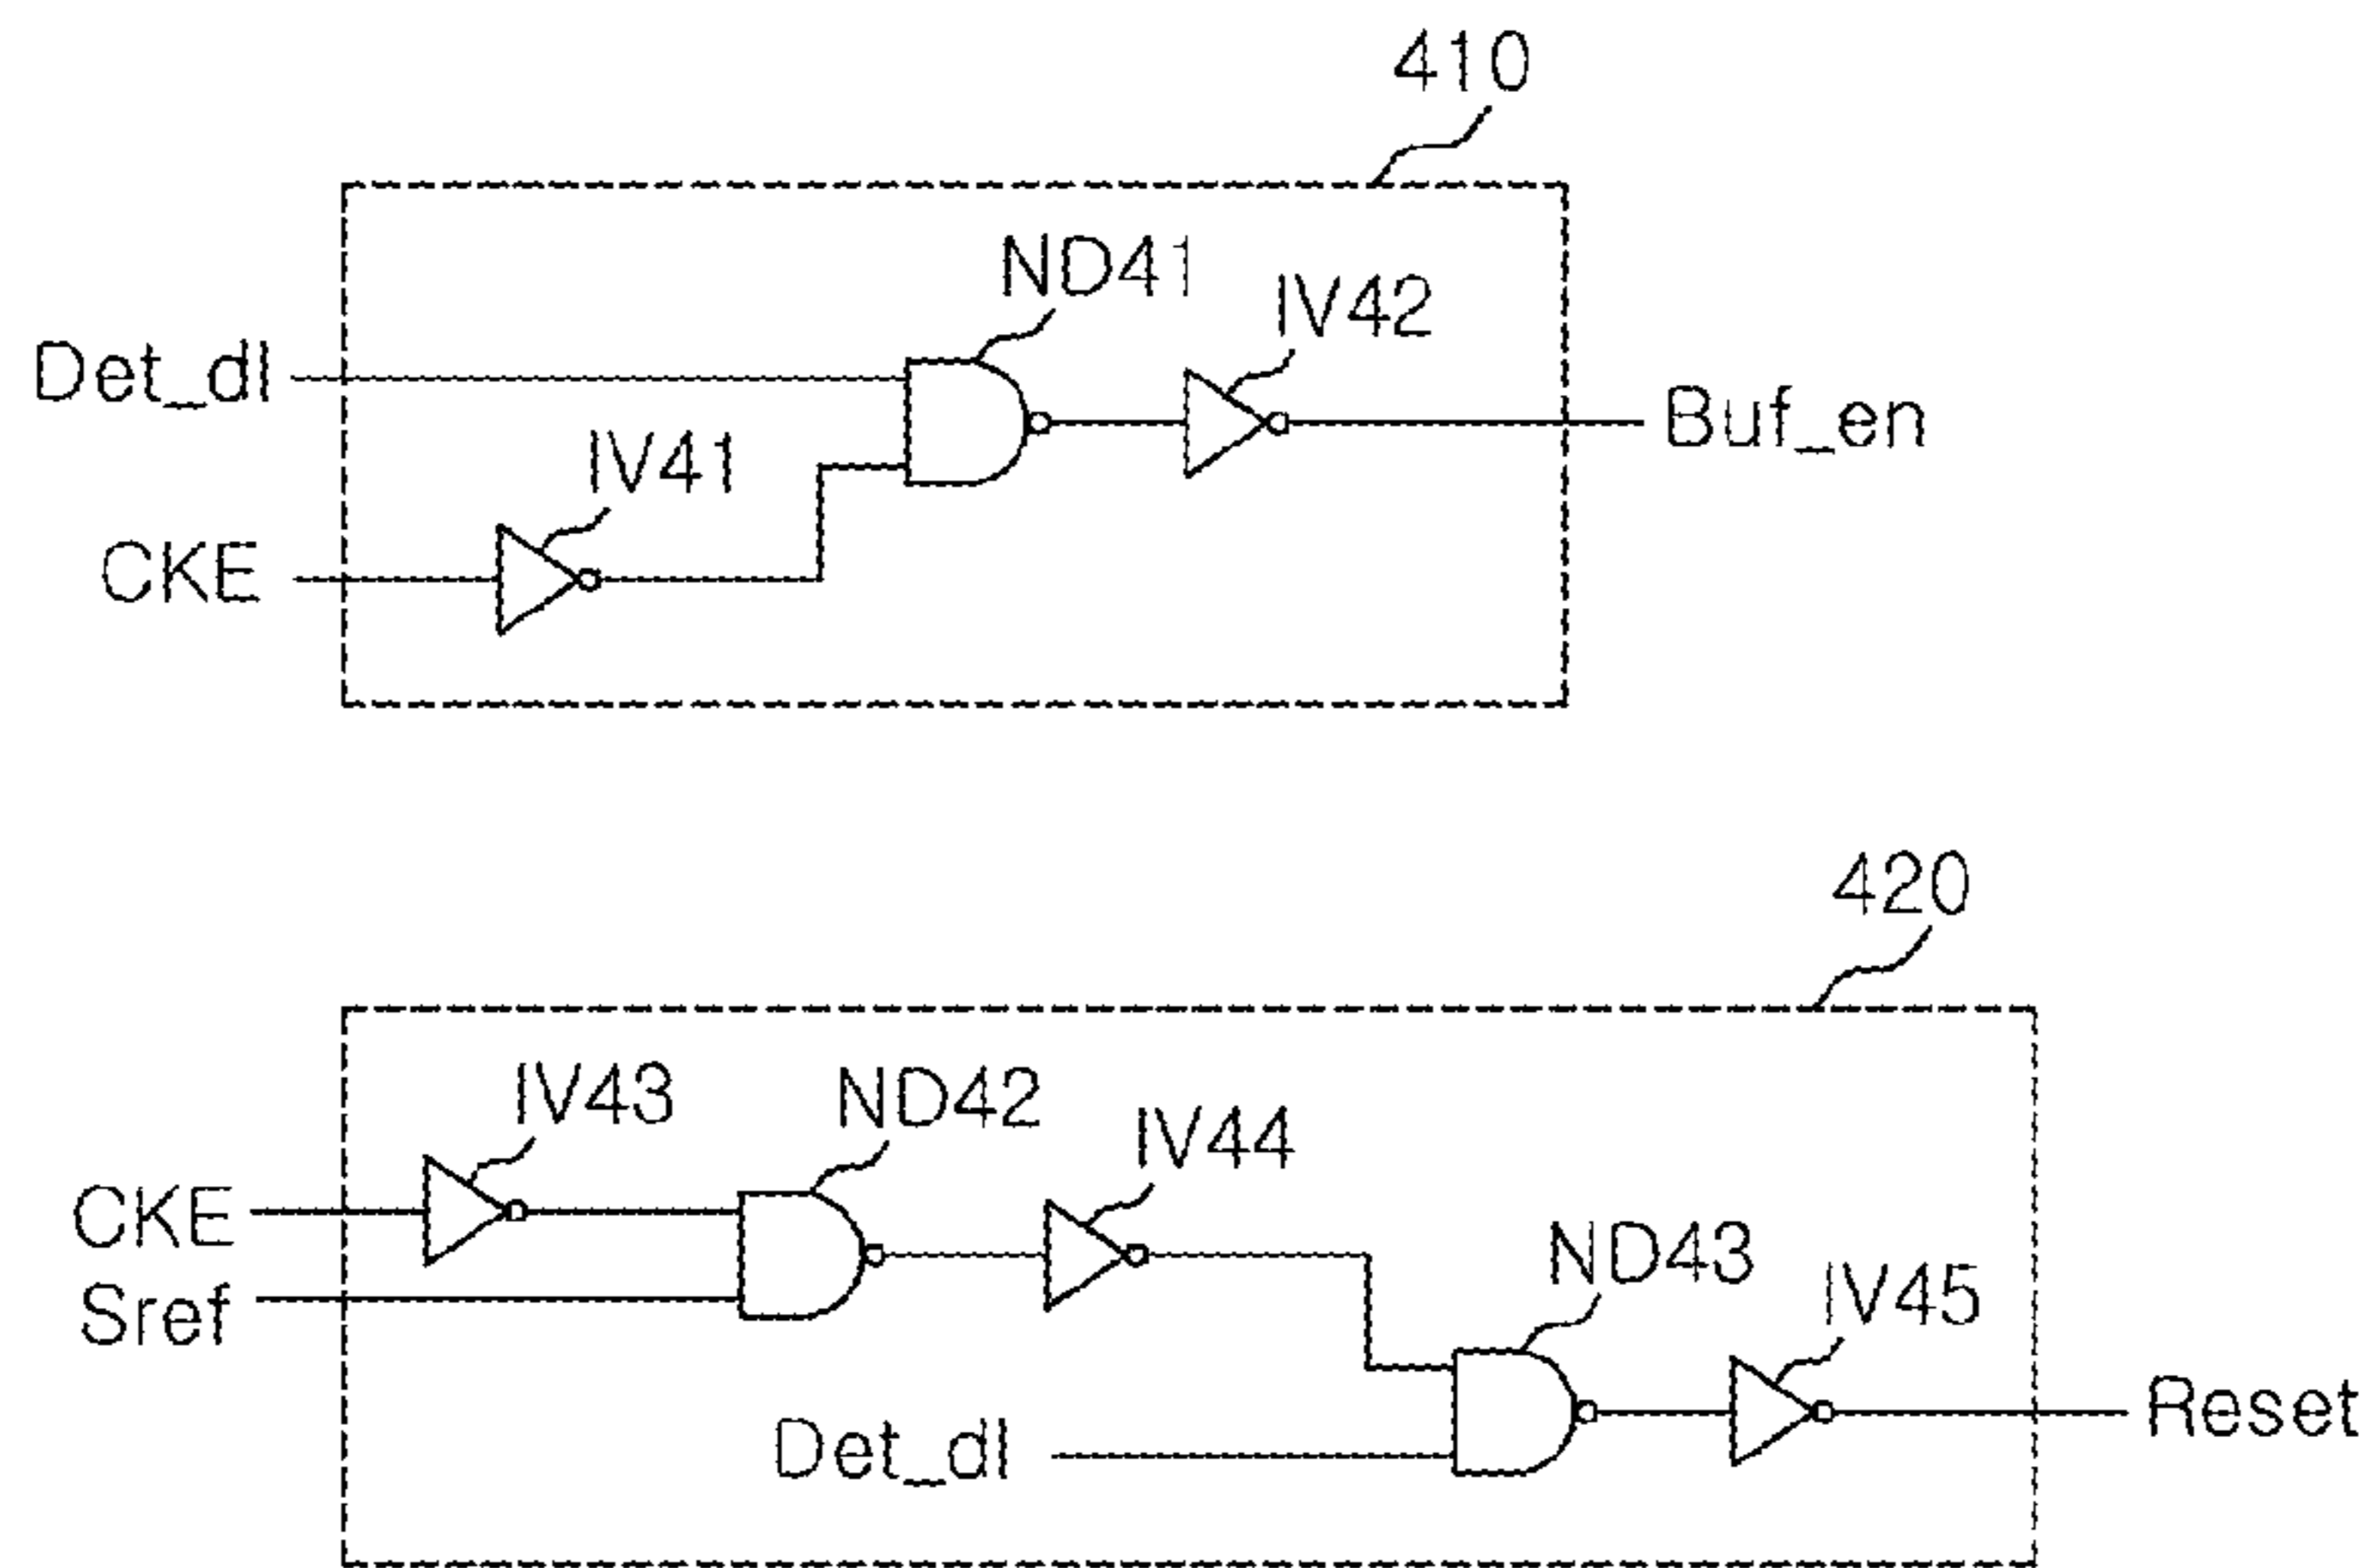 410
ND41
IV42
Det_dl
Buf_en
IV41
CKE
420
IV43
ND42
IV44
CKE
ND43
Sref
IV45
Reset
Det_dl